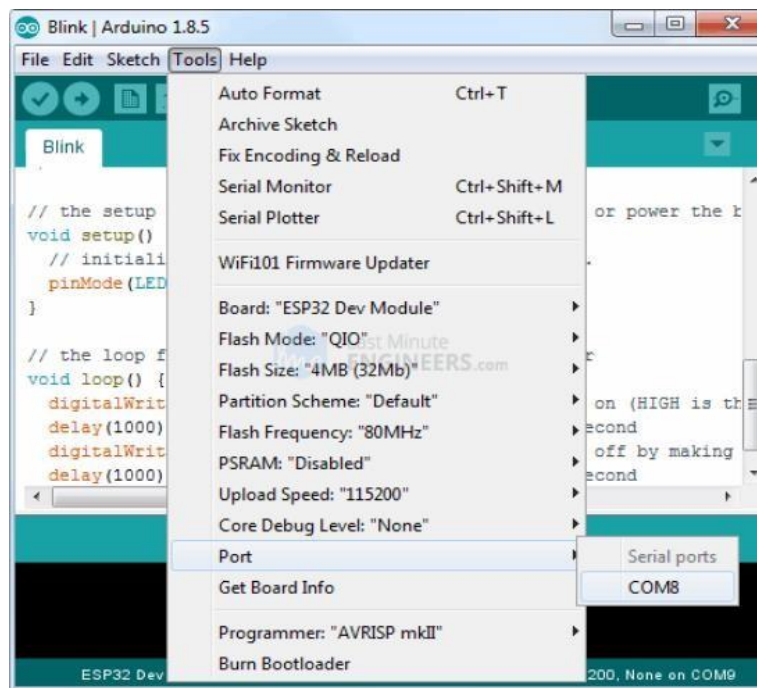 Blink | Arduino 1.8.5
File Edit Sketch Tools Help
Auto Format Ctrl+T
Archive Sketch
Blink
Fix Encoding & Reload
Serial Monitor Ctrl+Shift+M
// the setup or power the
Serial Plotter Ctrl+Shift+L
void setup()
// initiali
WiFi101 Firmware Updater
pinMode(LED
}
Board: "ESP32 Dev Module"
Flash Mode: "QIO"
Last Minute
ENGINEERS.com
// the loop f
Flash Size: "4MB (32Mb)"
void loop() {
Partition Scheme: "Default"
digitalWrit on (HIGH is th
delay(1000) econd
Flash Frequency: "80MHz"
digitalWrit off by making
PSRAM: "Disabled"
delay(1000) econd
Upload Speed: "115200"
Core Debug Level: "None"
Port
Serial ports
Get Board Info
COM8
Programmer: "AVRISP mkII"
Burn Bootloader
ESP32 Dev 200, None on COM9